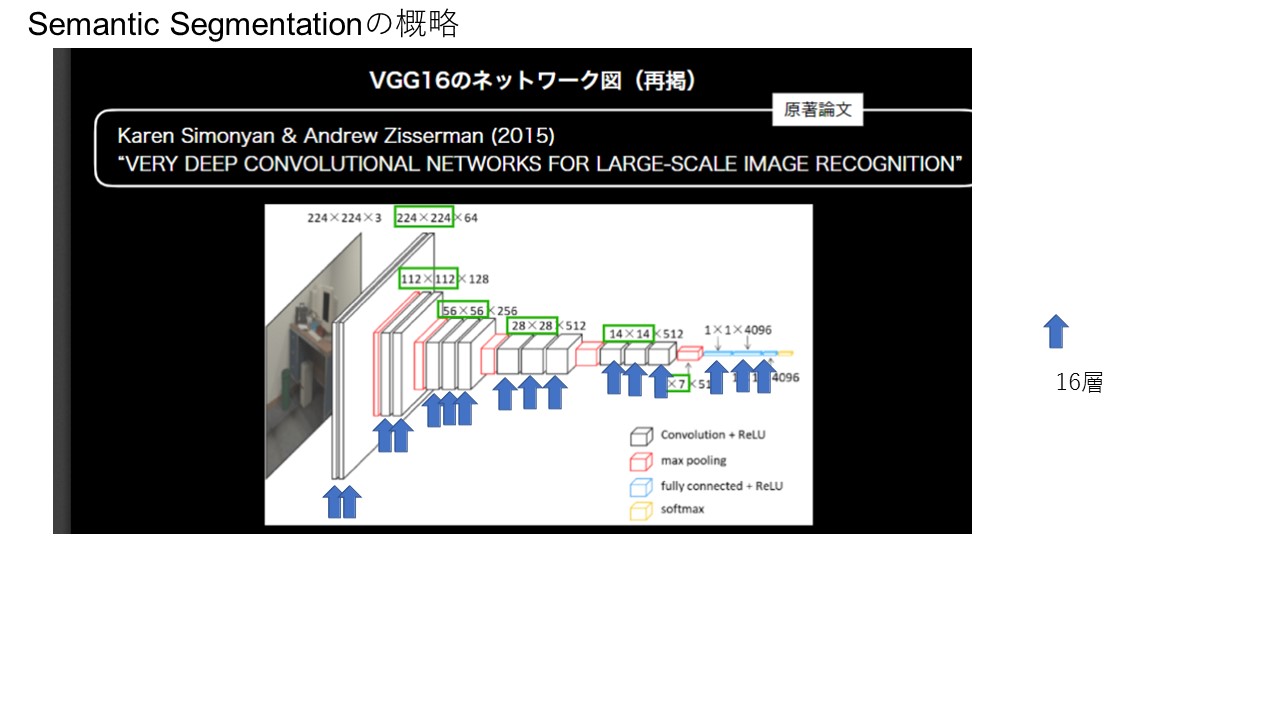 Semantic Segmentationの概略
VGG16のネットワーク図（再掲）
原著論文
Karen Simonyan & Andrew Zisserman (2015)
“VERY DEEP CONVOLUTIONAL NETWORKS FOR LARGE-SCALE IMAGE RECOGNITION”
224×224×3
224×224×64
112×112×128
56×56×256
28×28×512
14×14×512
1×1×4096
×7×51
4096
16層
Convolution + ReLU
max pooling
fully connected + ReLU
softmax